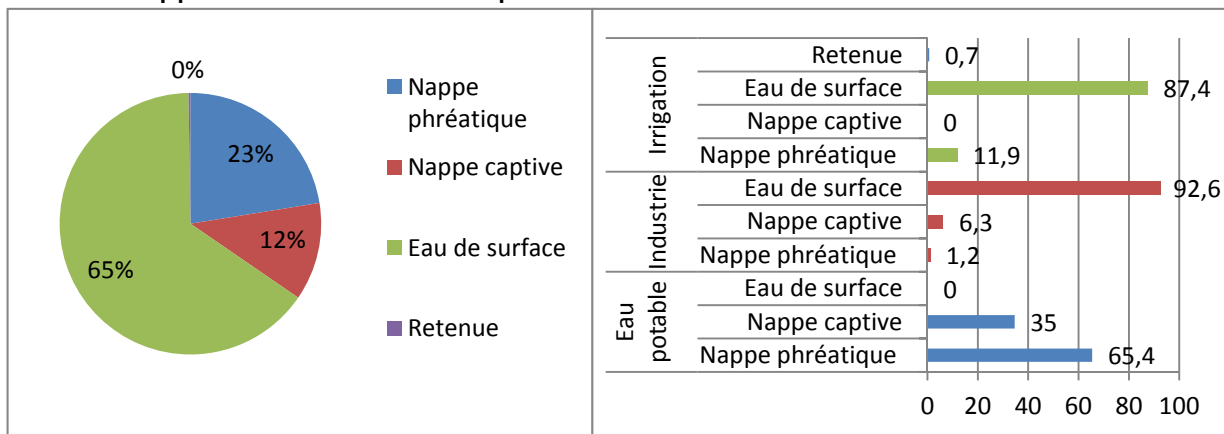 0%
23%
12%
65%
Nappe
phréatique
Nappe captive
Eau de surface
Retenue
Irrigation
Retenue
0,7
Eau de surface
87,4
Nappe captive
0
Nappe phréatique
11,9
Industrie
Eau de surface
92,6
Nappe captive
6,3
Nappe phréatique
1,2
Eau
potable
Eau de surface
0
Nappe captive
35
Nappe phréatique
65,4
0 20 40 60 80 100